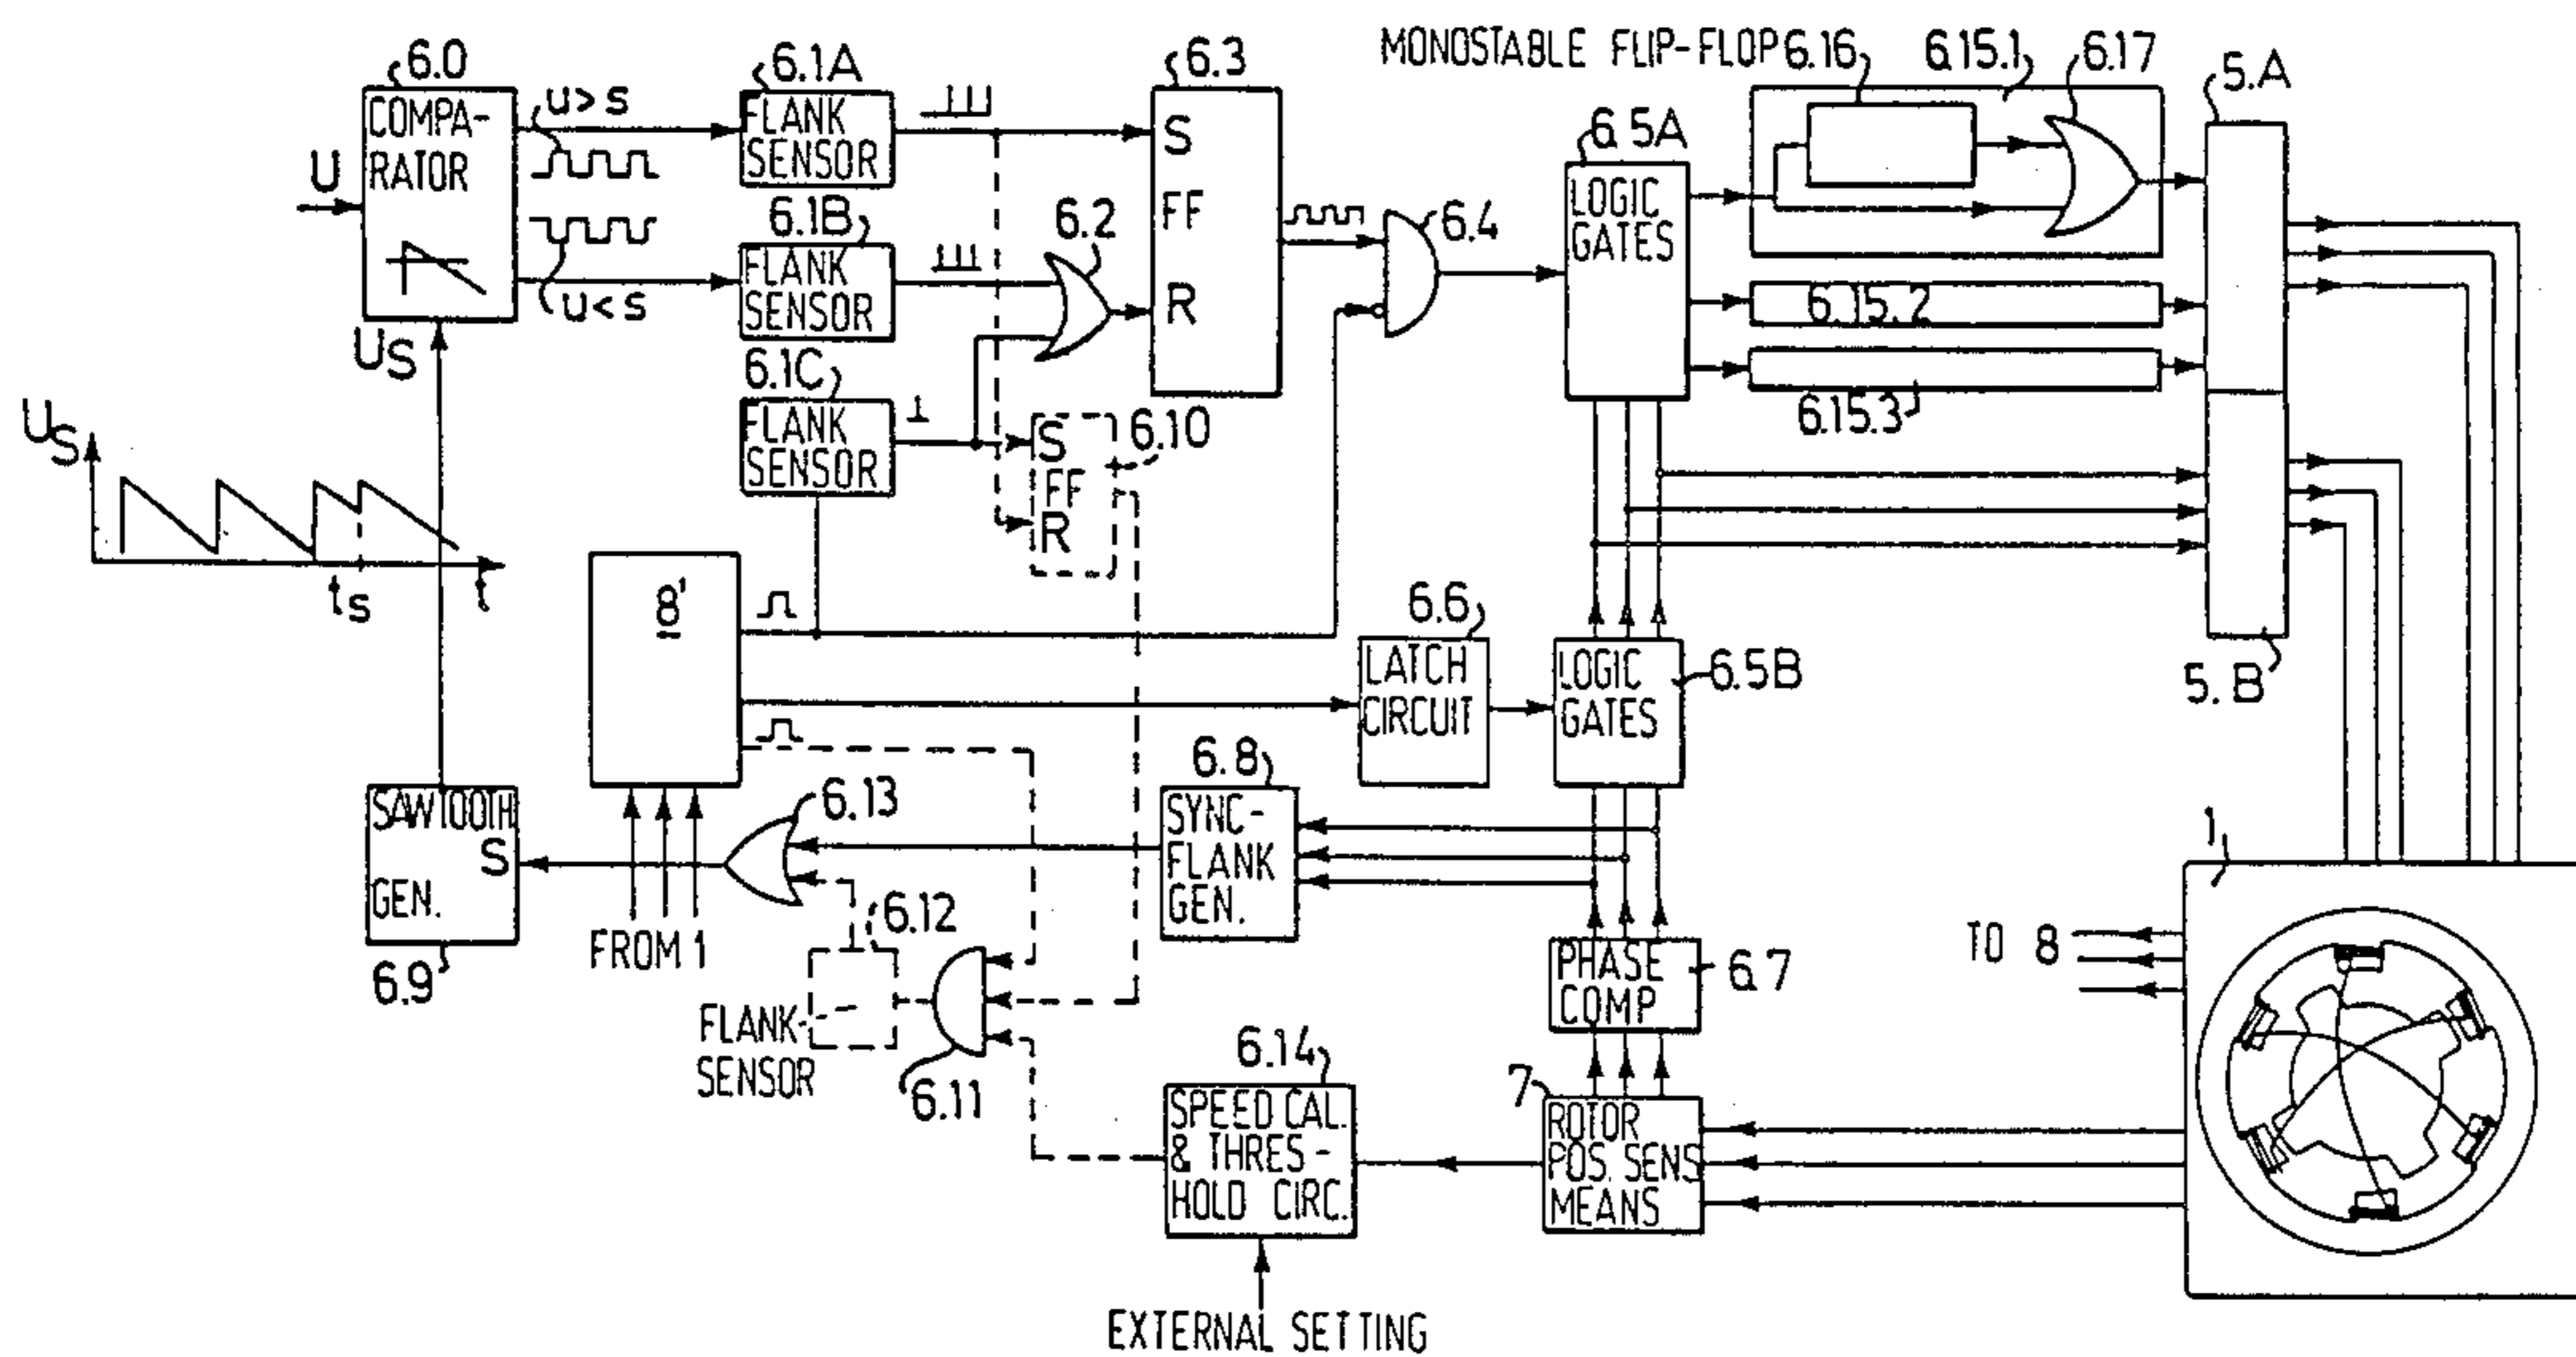 6.0
COMPA-
RATOR
U
u>s
u<s
US
6.1A
FLANK
SENSOR
6.1B
FLANK
SENSOR
6.1C
FLANK
SENSOR
6.2
6.3
S
FF
R
6.4
MONOSTABLE FLIP-FLOP 6.16
6.15.1
6.17
6.5A
LOGIC
GATES
6.15.2
6.15.3
5.A
5.B
6.10
S
FF
R
US
ts
t
8'
6.6
LATCH
CIRCUIT
LOGIC
GATES
6.5B
SAWTOOTH
S
GEN.
6.9
FROM 1
6.13
6.8
SYNC-
FLANK
GEN.
6.12
FLANK-
SENSOR
6.11
PHASE
COMP
6.7
6.14
SPEED CAL.
& THRES-
HOLD CIRC.
EXTERNAL SETTING
7
ROTOR
POS. SENS
MEANS
1
TO 8